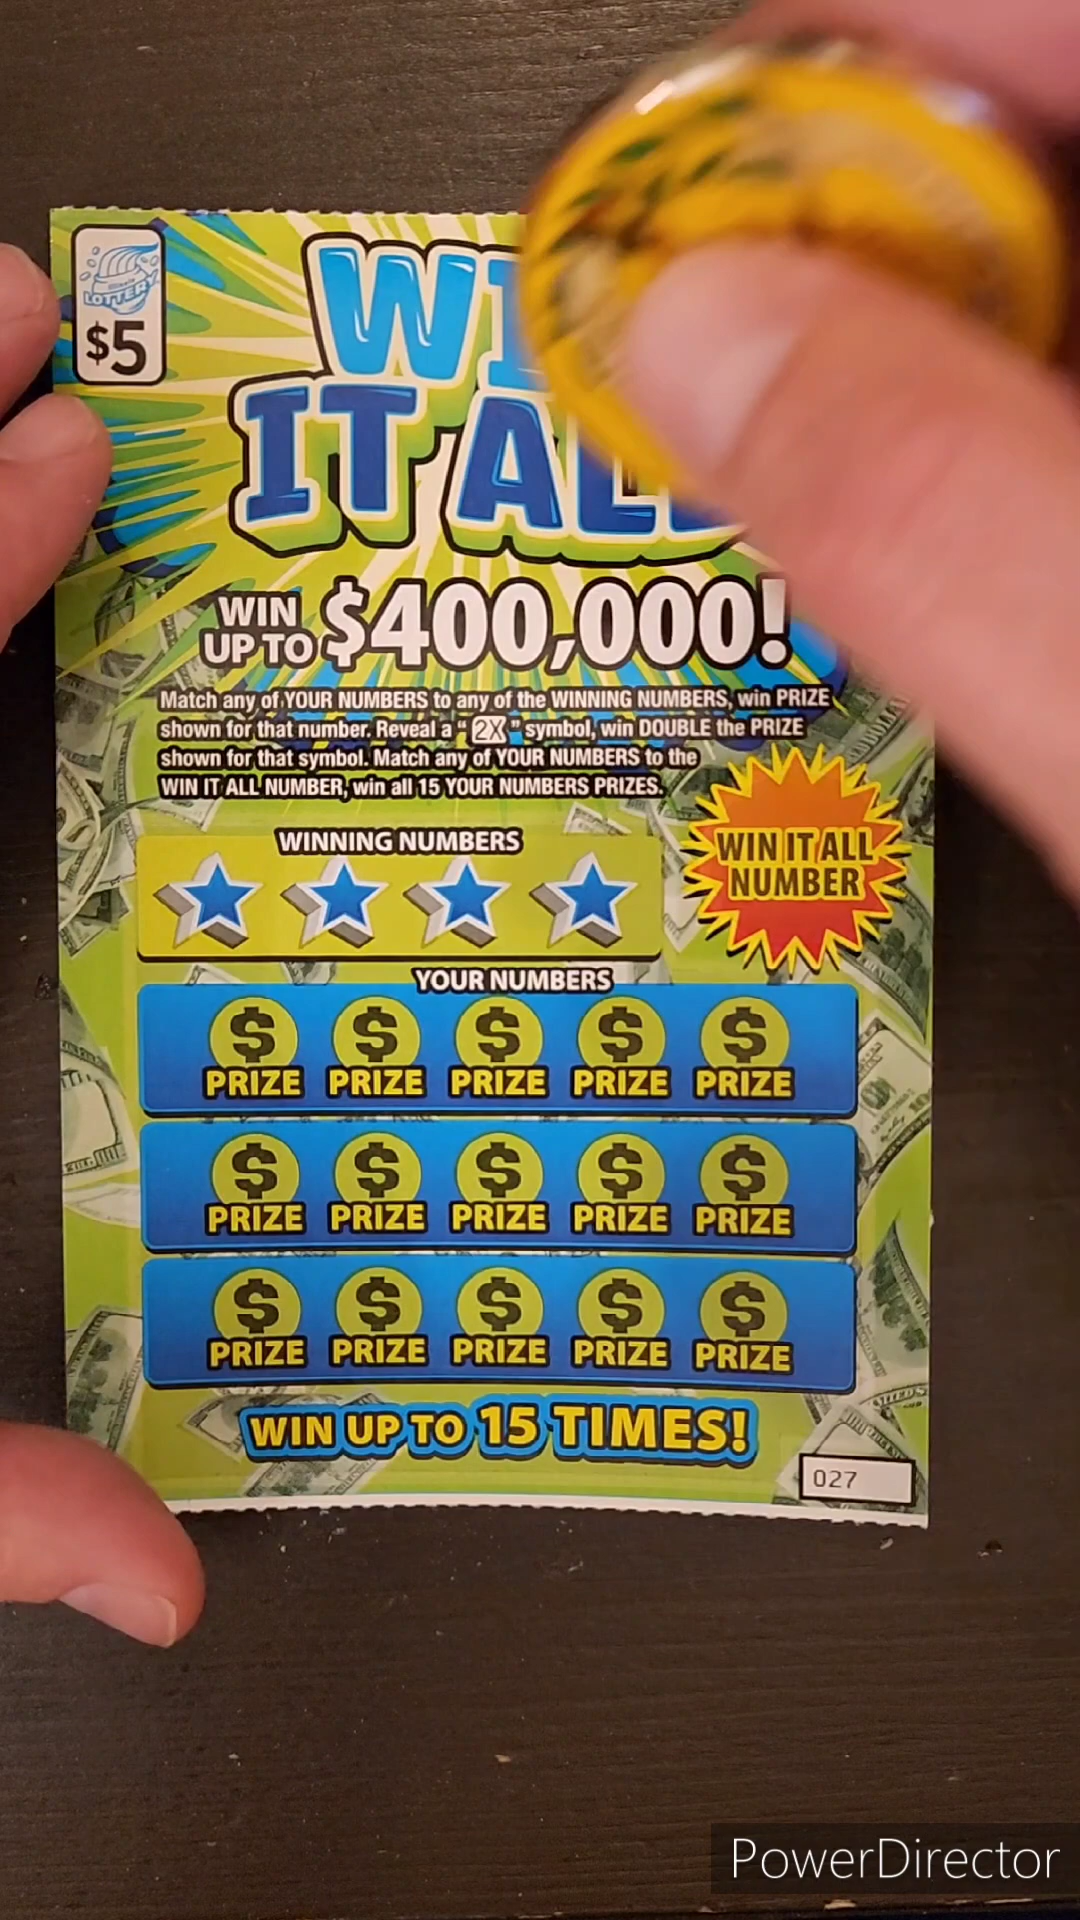 Illinois
LOTTERY
$5
IT
WIN
UP TO
$400,000!
Match any of YOUR NUMBERS to any of the WINNING NUMBERS, win PRIZE
shown for that number. Reveal a " 2X " symbol, win DOUBLE the PRIZE
shown for that symbol. Match any of YOUR NUMBERS to the
WIN IT ALL NUMBER, win all 15 YOUR NUMBERS PRIZES.
WINNING NUMBERS
WIN IT ALL
NUMBER
YOUR NUMBERS
$ $ $ $ $
PRIZE PRIZE PRIZE PRIZE PRIZE
$ $ $ $ $
PRIZE PRIZE PRIZE PRIZE PRIZE
$ $ $ $ $
PRIZE PRIZE PRIZE PRIZE PRIZE
WIN UP TO 15 TIMES!
027
PowerDirector